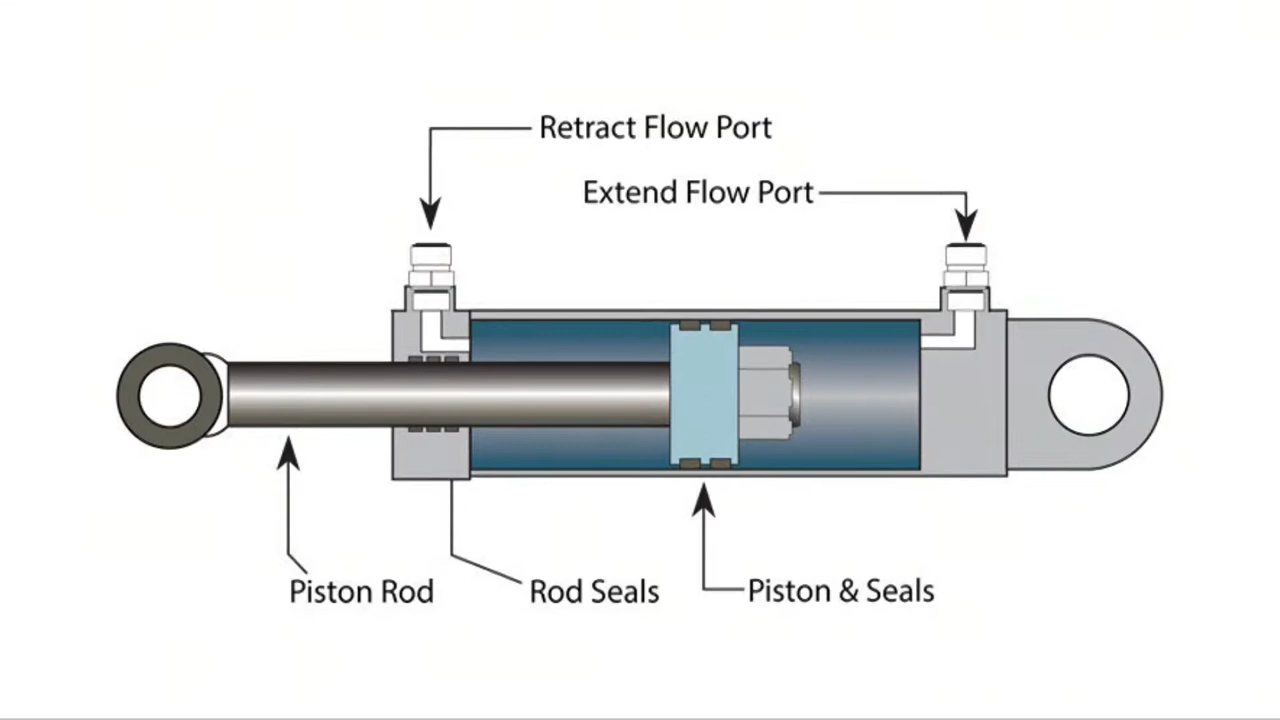 Retract Flow Port
Extend Flow Port
Piston Rod
Rod Seals
Piston & Seals